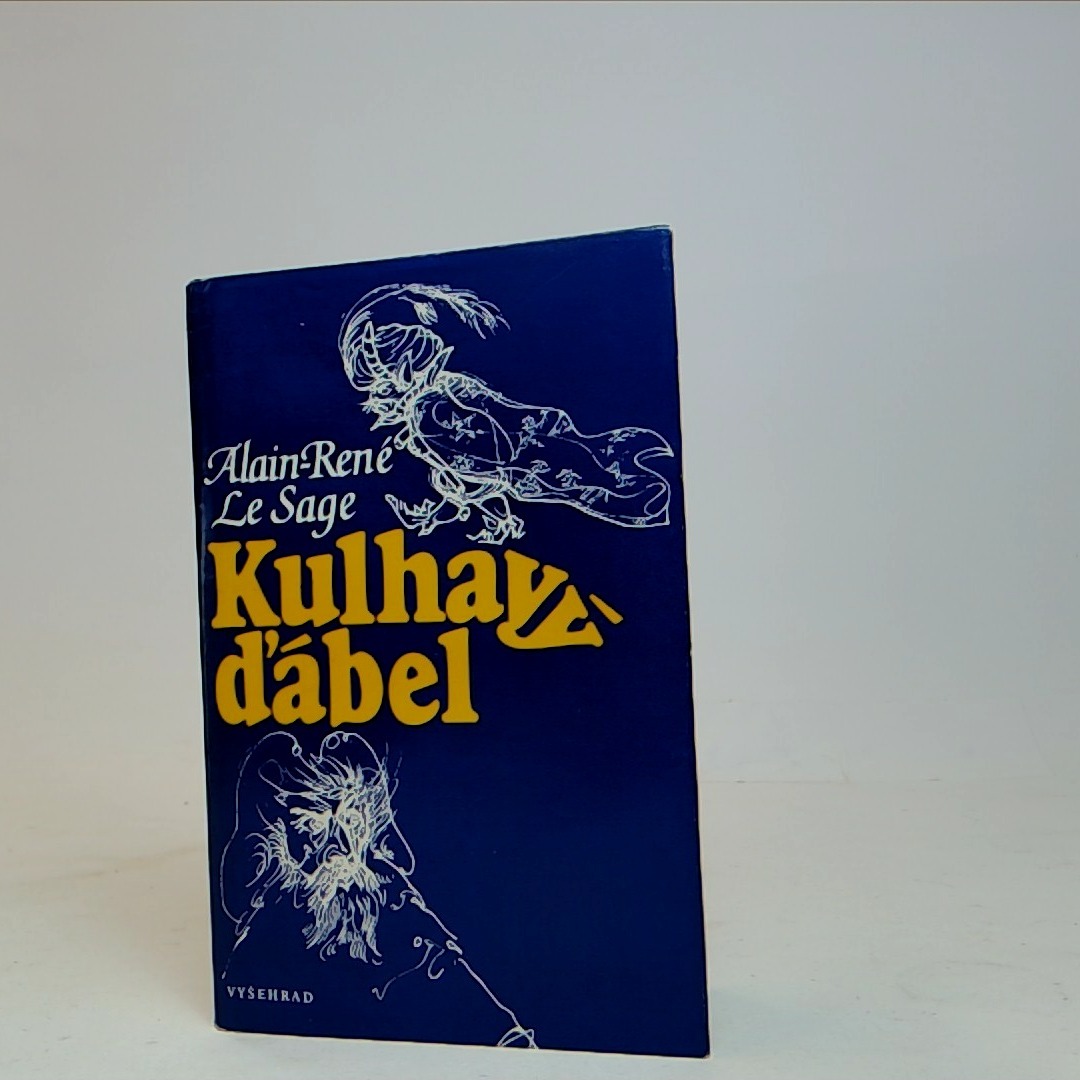 Alain-René
Le Sage
Kulhavý
ďábel
VYŠEHRAD